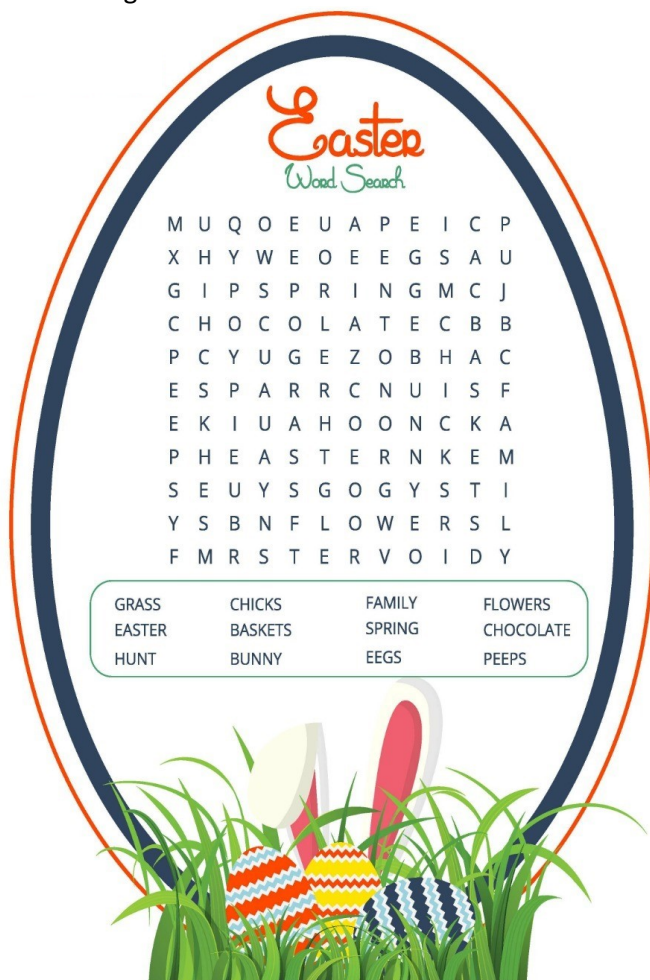 Easter
Word Search
M U Q O E U A P E I C P
X H Y W E O E E G S A U
G I P S P R I N G M C J
C H O C O L A T E C B B
P C Y U G E Z O B H A C
E S P A R R C N U I S F
E K I U A H O O N C K A
P H E A S T E R N K E M
S E U Y S G O G Y S T I
Y S B N F L O W E R S L
F M R S T E R V O I D Y
GRASS CHICKS FAMILY FLOWERS
EASTER BASKETS SPRING CHOCOLATE
HUNT BUNNY EEGS PEEPS